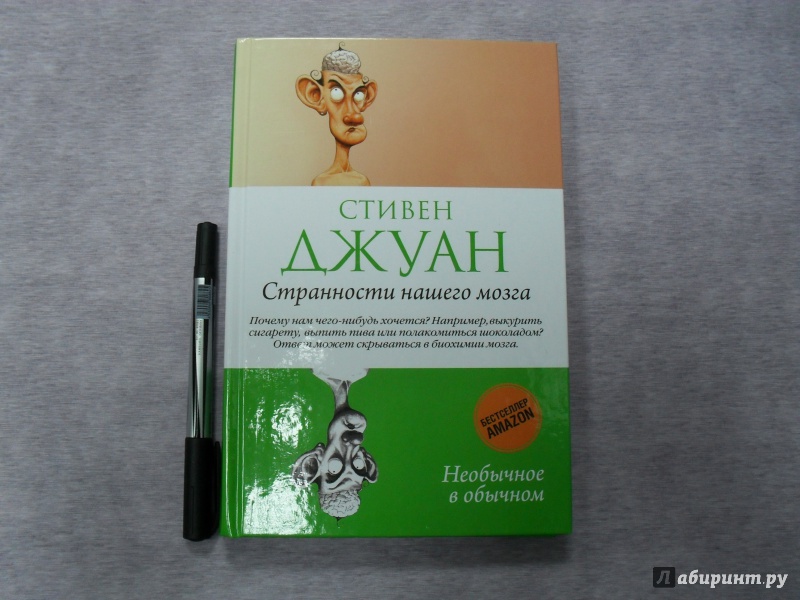 СТИВЕН
ДЖУАН
Странности нашего мозга
Почему нам чего-нибудь хочется? Например, выкурить
сигарету, выпить пива или полакомиться шоколадом?
Ответ может скрываться в биохимии мозга.
БЕСТСЕЛЛЕР
AMAZON
Необычное
в обычном
Лабиринт.ру